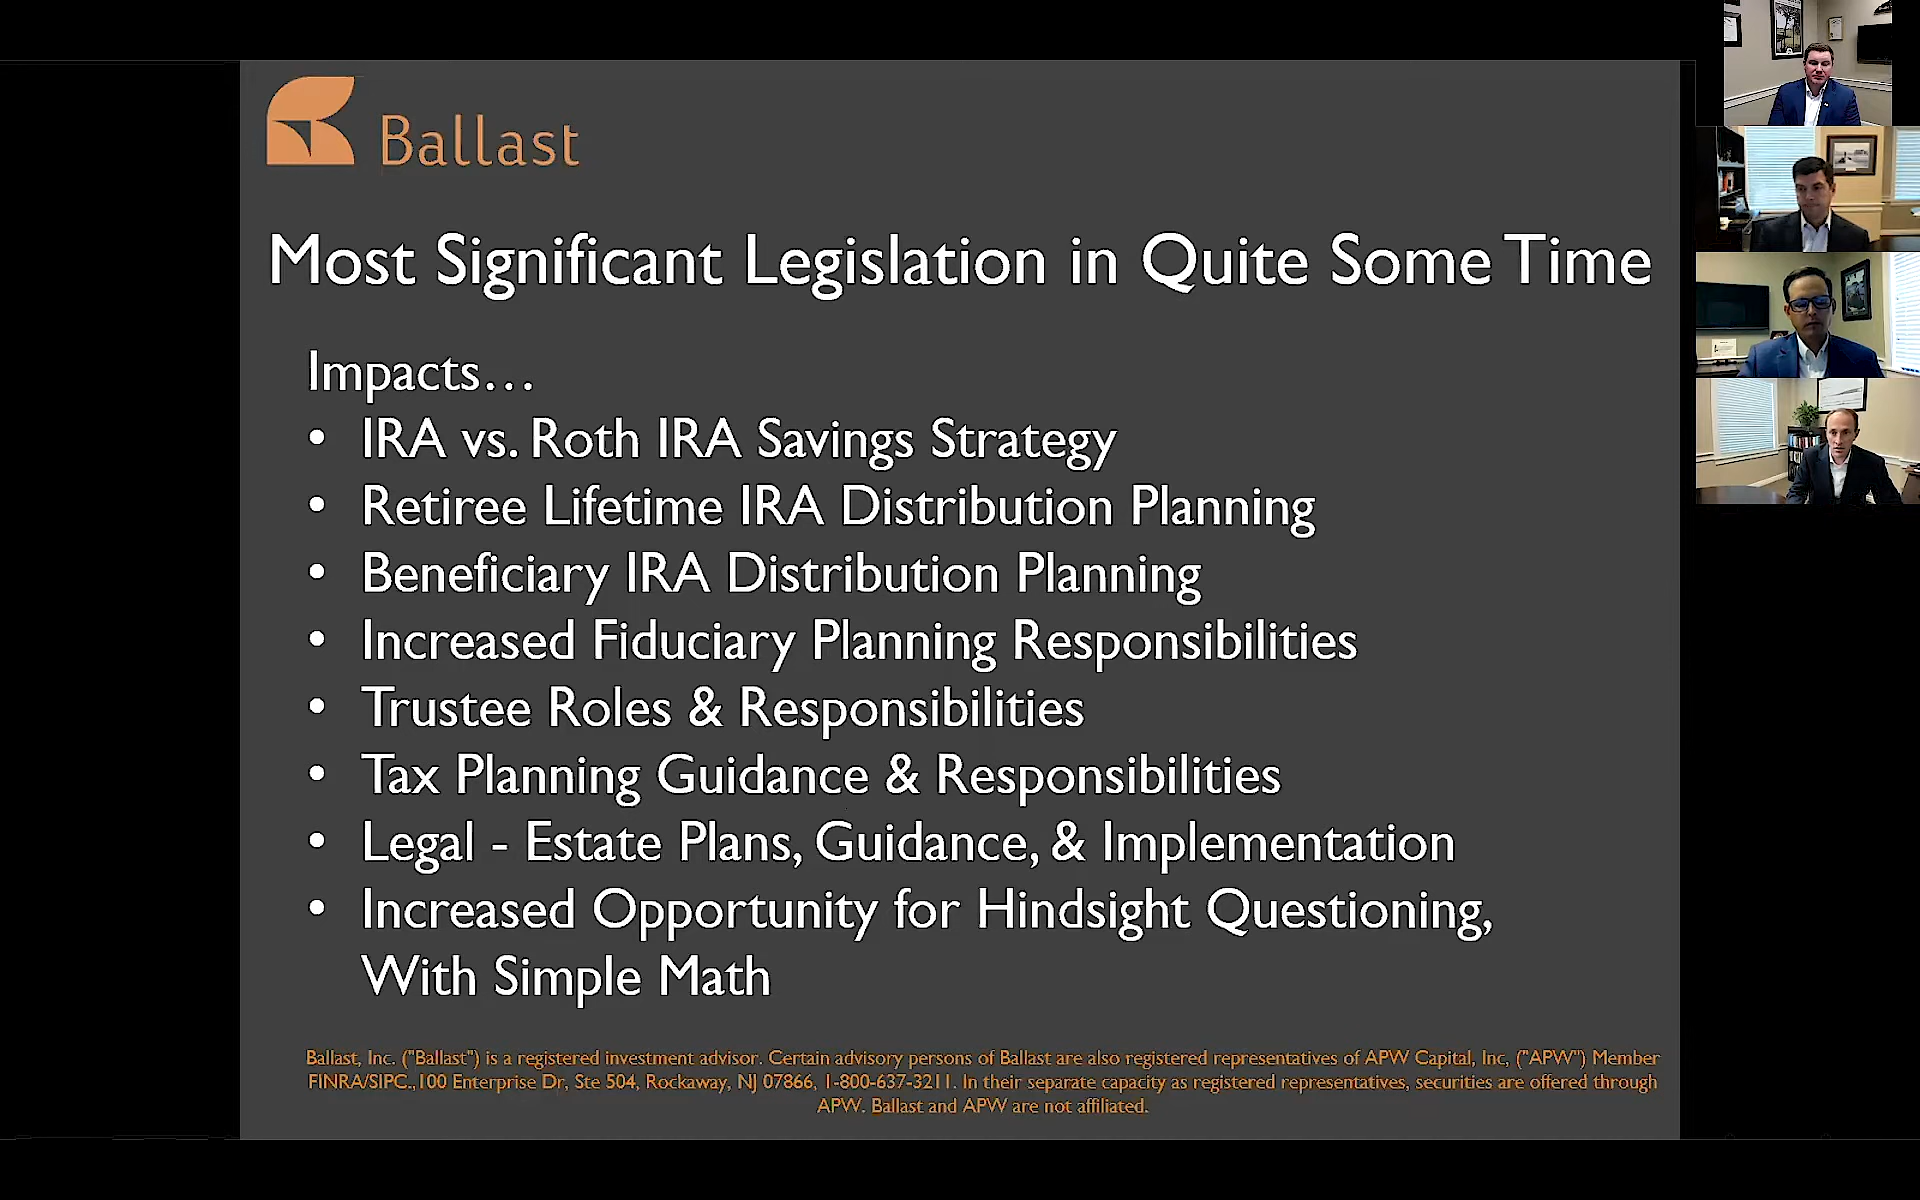 Ballast
Most Significant Legislation in Quite Some Time
Impacts…
• IRA vs. Roth IRA Savings Strategy
• Retiree Lifetime IRA Distribution Planning
• Beneficiary IRA Distribution Planning
• Increased Fiduciary Planning Responsibilities
• Trustee Roles & Responsibilities
• Tax Planning Guidance & Responsibilities
• Legal - Estate Plans, Guidance, & Implementation
• Increased Opportunity for Hindsight Questioning,
With Simple Math
Ballast, Inc. ("Ballast") is a registered investment advisor. Certain advisory persons of Ballast are also registered representatives of APW Capital, Inc, ("APW") Member
FINRA/SIPC.,100 Enterprise Dr, Ste 504, Rockaway, NJ 07866, 1-800-637-3211. In their separate capacity as registered representatives, securities are offered through
APW. Ballast and APW are not affiliated.